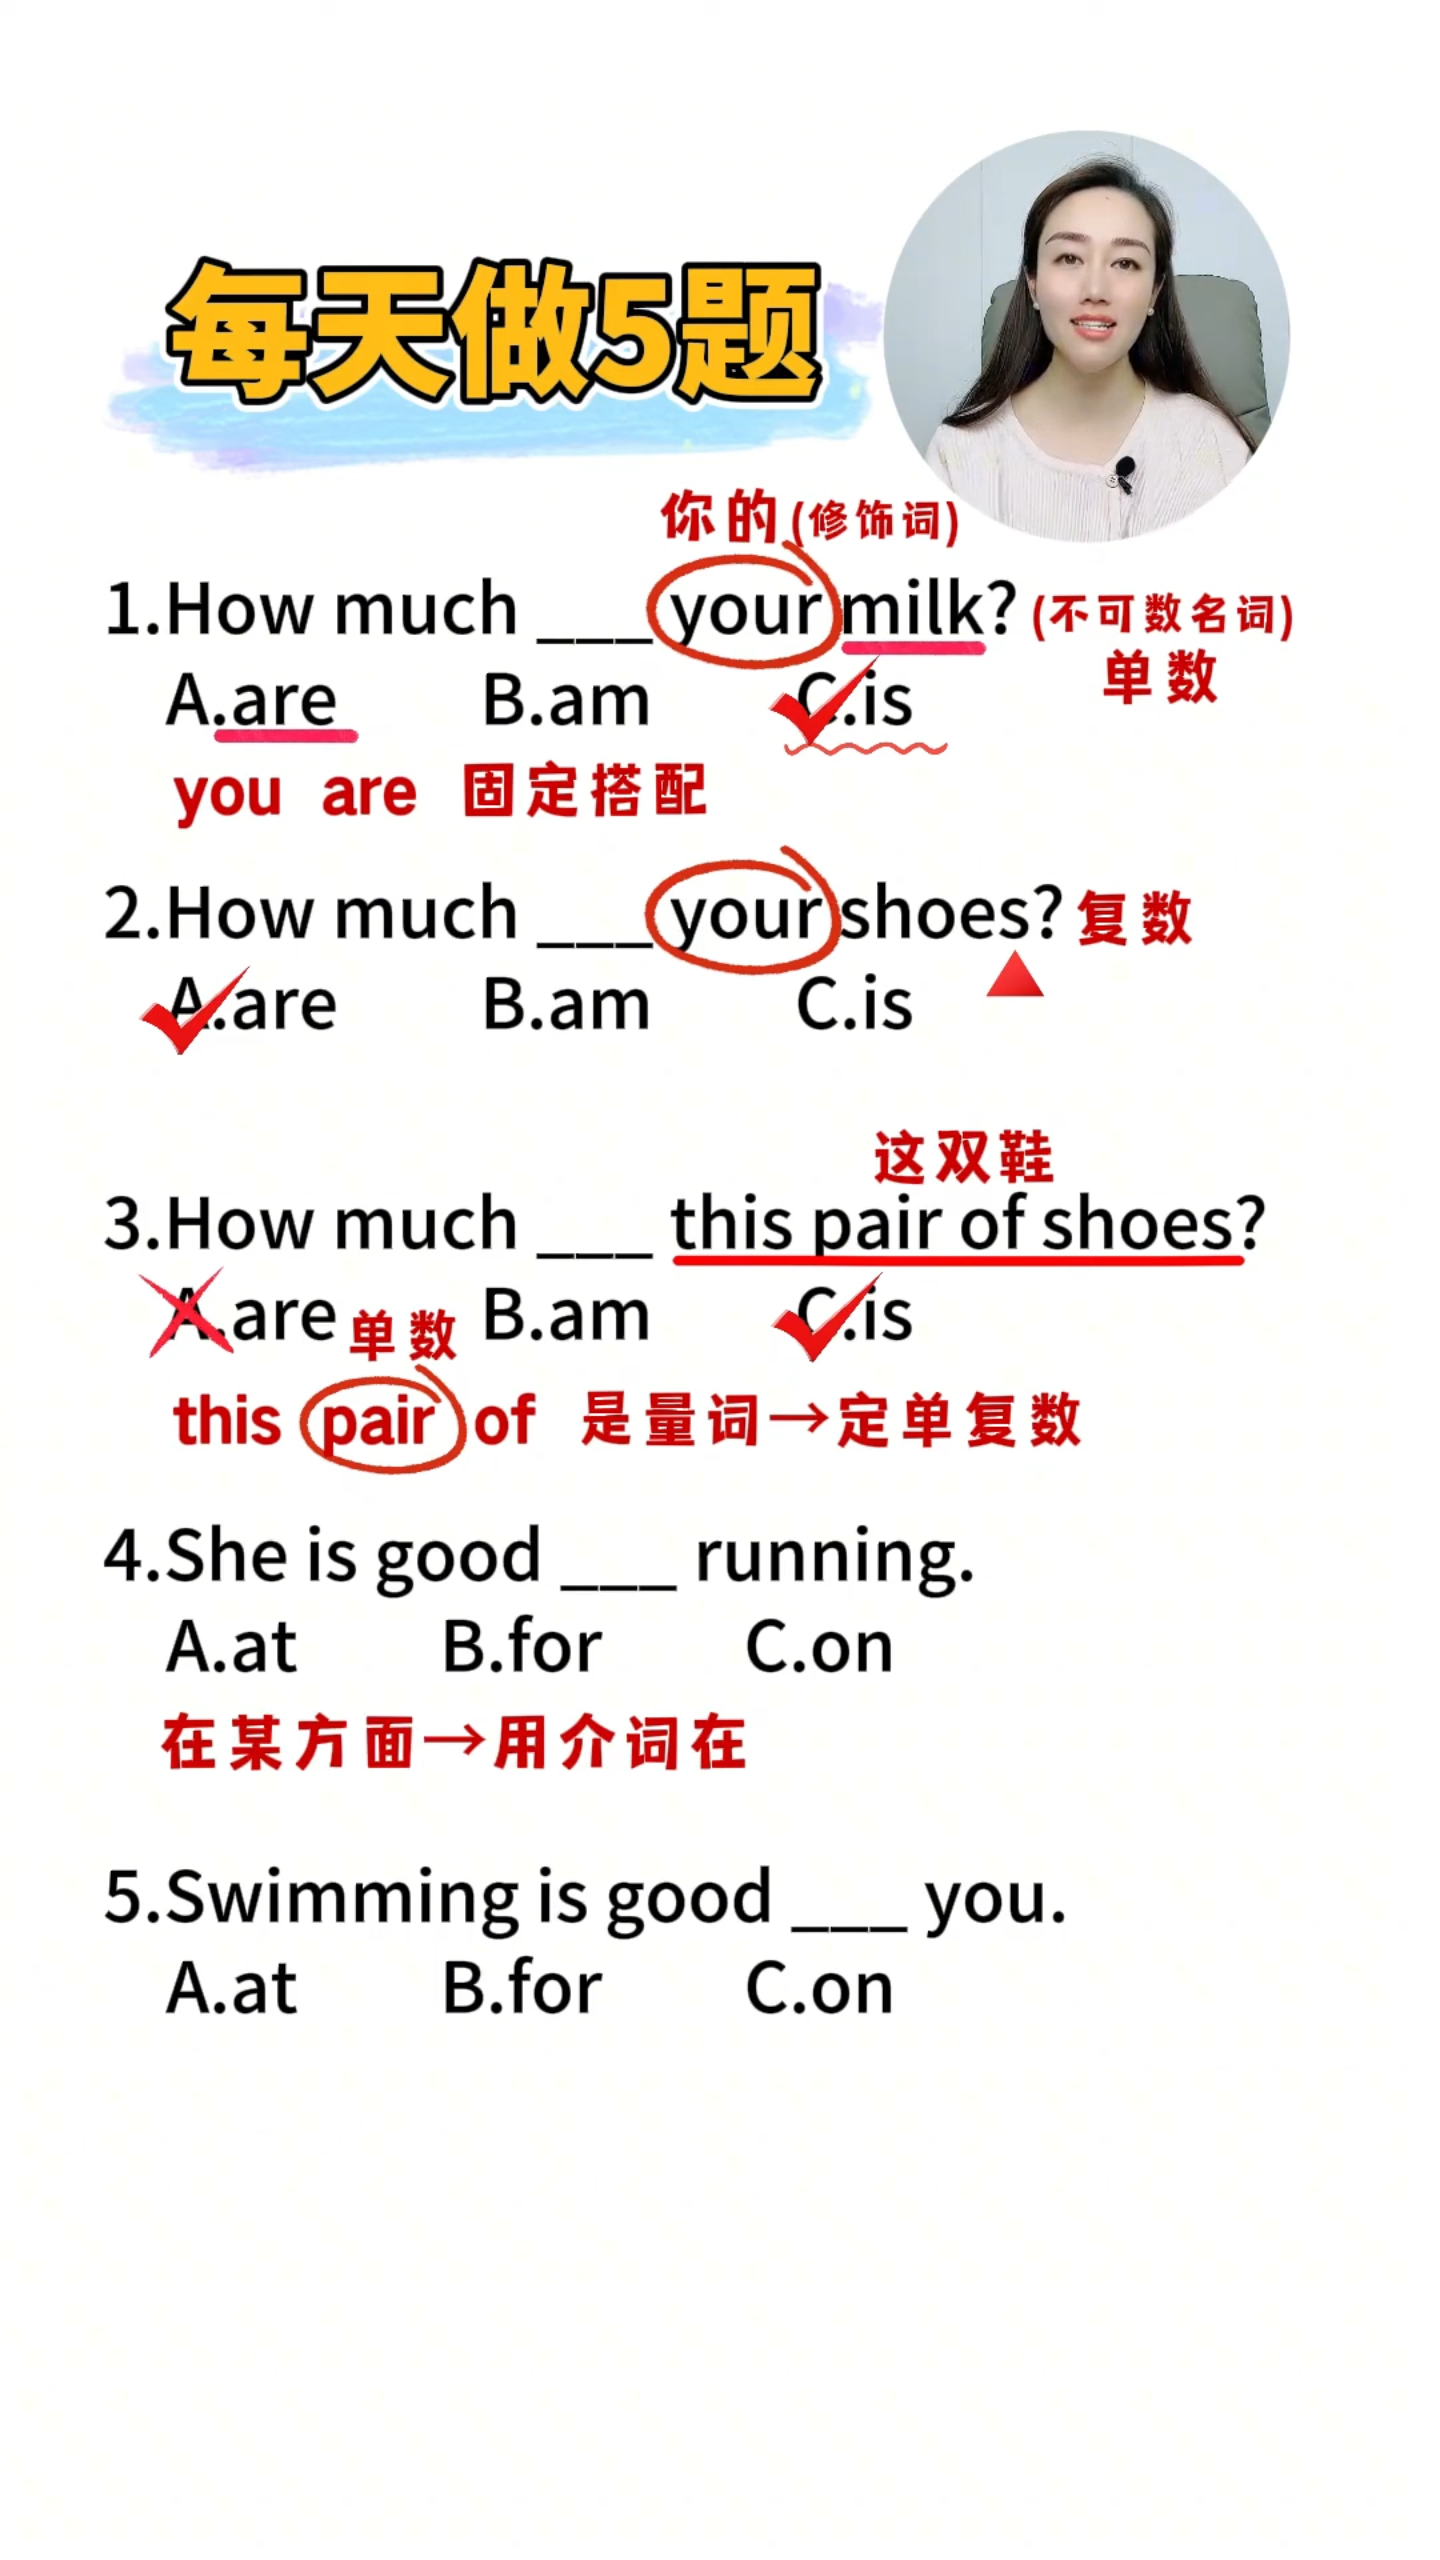 每天做5题
你的(修饰词)
1.How much ___ your milk? (不可数名词)
单数
A.are B.am C.is
you are 固定搭配
2.How much ___ your shoes? 复数
A.are B.am C.is
这双鞋
3.How much ___ this pair of shoes?
A.are 单数 B.am C.is
this pair of 是量词→定单复数
4.She is good ___ running.
A.at B.for C.on
在某方面→用介词在
5.Swimming is good ___ you.
A.at B.for C.on